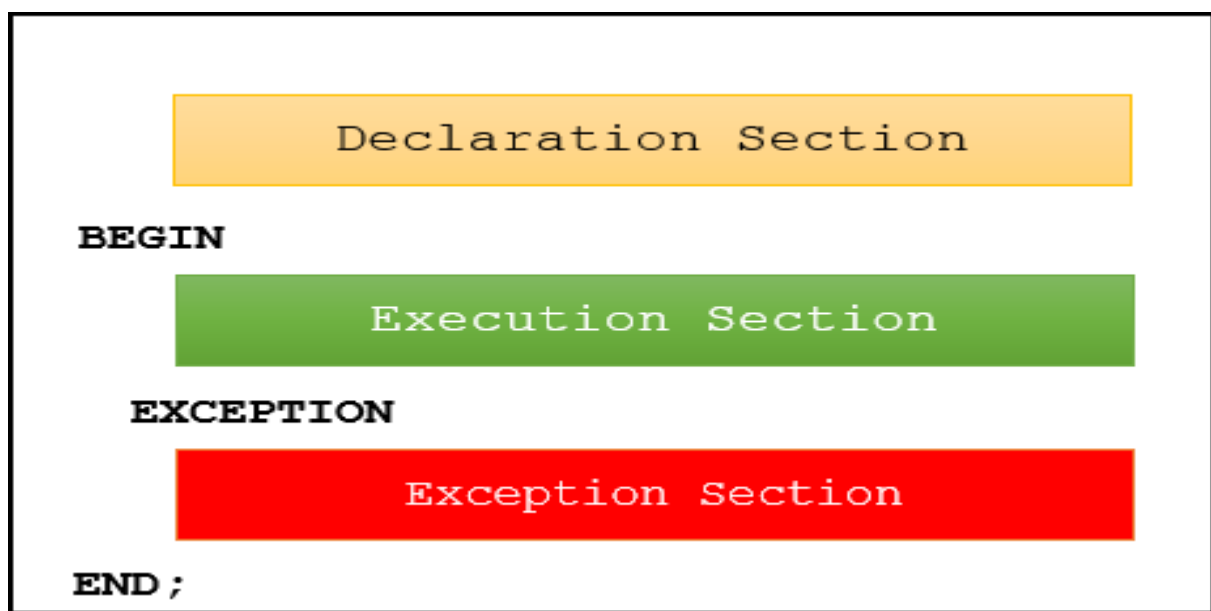 Declaration Section
BEGIN
Execution Section
EXCEPTION
Exception Section
END;